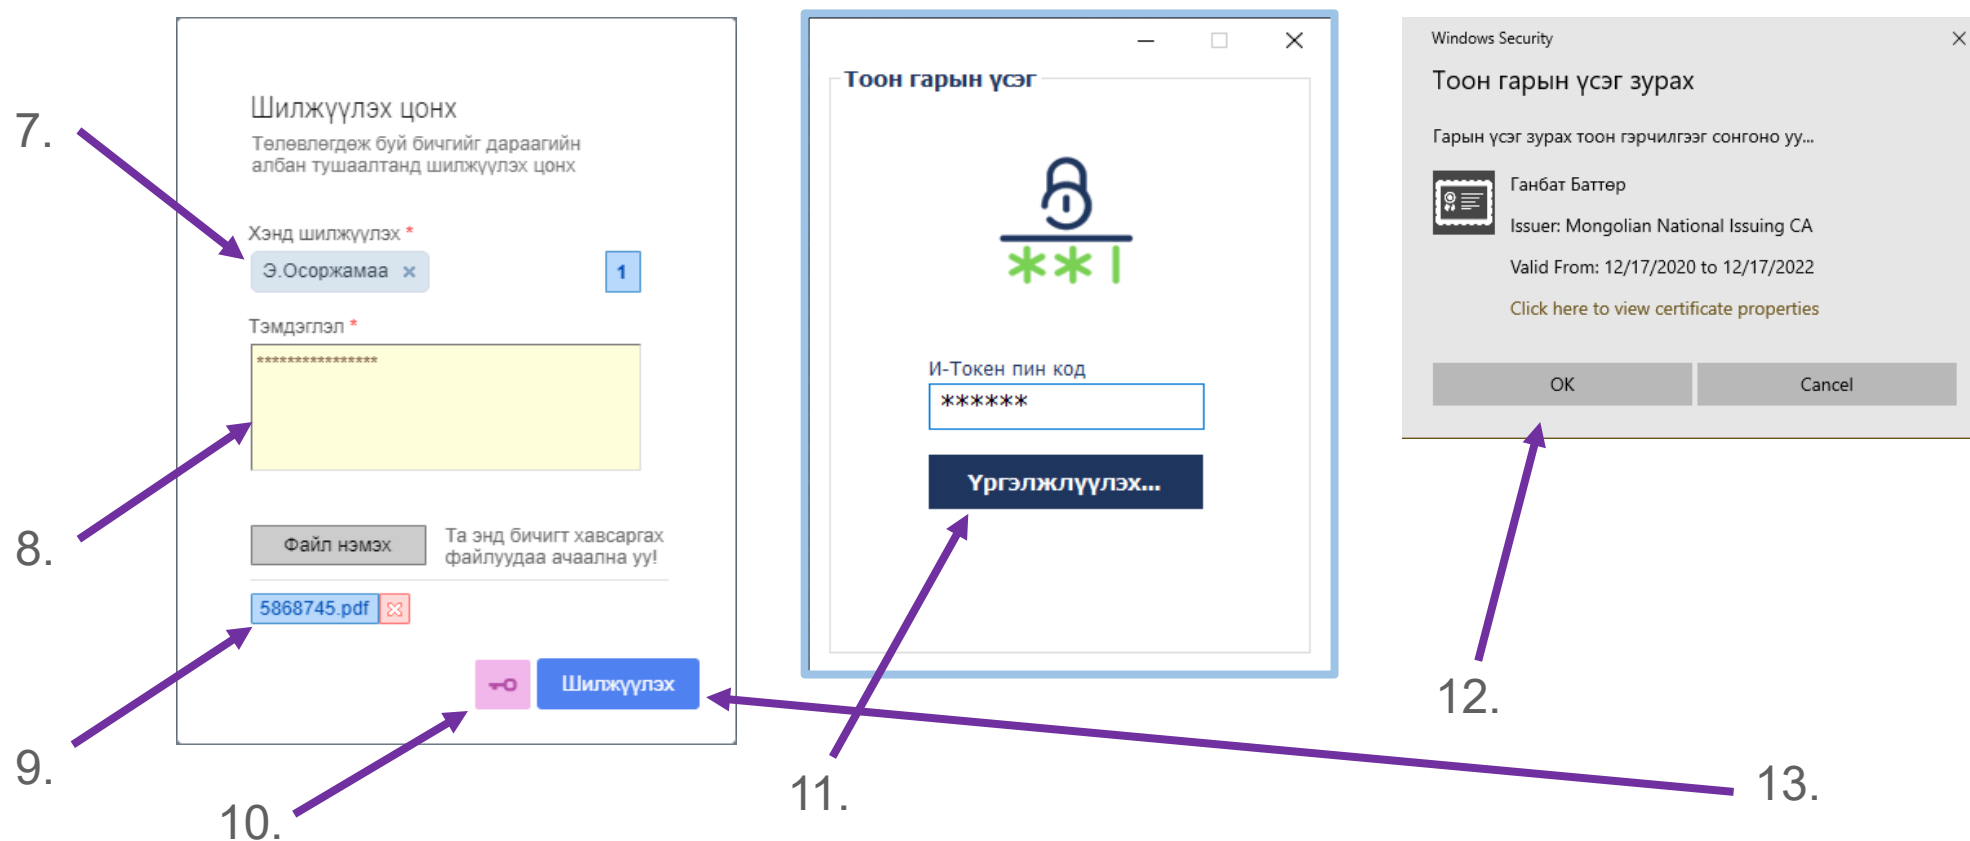 7.
8.
9.
10.
Шилжүүлэх цонх
Төлөвлөгдөж буй бичгийг дараагийн
албан тушаалтанд шилжүүлэх цонх
Хэнд шилжүүлэх *
Э.Осоржамаа ×
1
Тэмдэглэл *
****************
Файл нэмэх
Та энд бичигт хавсаргах
файлуудаа ачаална уу!
5868745.pdf
Шилжүүлэх
Тоон гарын үсэг
**|
И-Токен пин код
******
Үргэлжлүүлэх...
11.
Windows Security
Тоон гарын үсэг зурах
Гарын үсэг зурах тоон гэрчилгээг сонгоно уу...
Ганбат Баттөр
Issuer: Mongolian National Issuing CA
Valid From: 12/17/2020 to 12/17/2022
Click here to view certificate properties
OK
Cancel
12.
13.